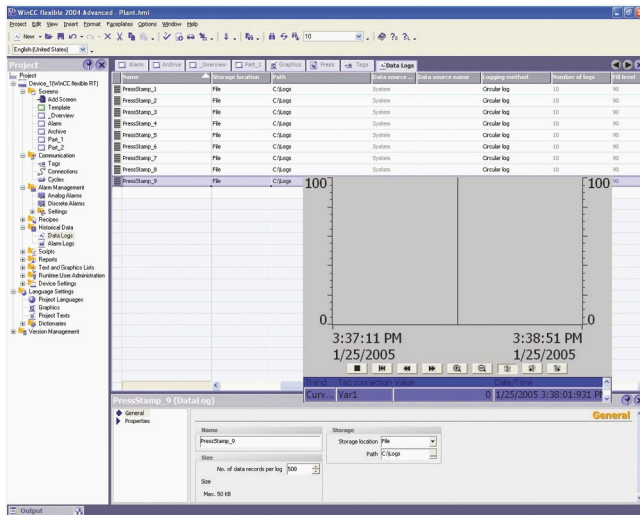 WinCC flexible 2004 Advanced - Plant.hmi
Project Edit View Insert Format Faceplates Options Window Help
New 10
English (United States)
Project
Alarm Archive _Overview Part_1 Graphics Press Tags Data Logs
Project
Device_1(WinCC flexible RT)
Screens
Add Screen
Template
_Overview
Alarm
Archive
Part_1
Part_2
Communication
Tags
Connections
Cycles
Alarm Management
Analog Alarms
Discrete Alarms
Settings
Recipes
Historical Data
Data Logs
Alarm Logs
Scripts
Reports
Text and Graphics Lists
Runtime User Administration
Device Settings
Language Settings
Project Languages
Graphics
Project Texts
Dictionaries
Version Management
Name Storage location Path Data source ... Data source name Logging method Number of logs Fill level
PressStamp_1 File C:\Logs System Circular log 10 90
PressStamp_2 File C:\Logs System Circular log 10 90
PressStamp_3 File C:\Logs System Circular log 10 90
PressStamp_4 File C:\Logs System Circular log 10 90
PressStamp_5 File C:\Logs System Circular log 10 90
PressStamp_6 File C:\Logs System Circular log 10 90
PressStamp_7 File C:\Logs System Circular log 10 90
PressStamp_8 File C:\Logs System Circular log 10 90
PressStamp_9 File C:\Logs 90
100 100
0 0
3:37:11 PM 3:38:51 PM
1/25/2005 1/25/2005
Trend Tag connection Value Date/Time
Curv... Var1 0 1/25/2005 3:38:01:931 PM
PressStamp_9 (DataLog)
General
Properties
General
Name
PressStamp_9
Size
No. of data records per log 500
Size
Max. 50 KB
Storage
Storage location File
Path C:\Logs
Output